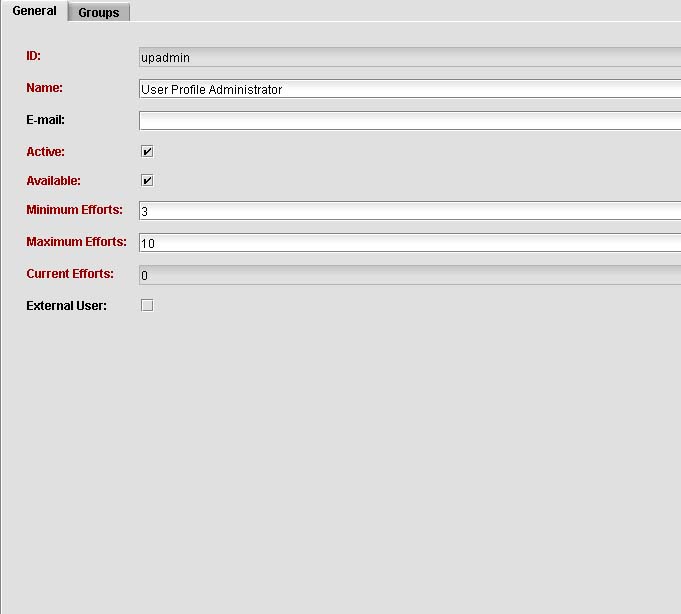 General Groups
ID: upadmin
Name: User Profile Administrator
E-mail:
Active:
Available:
Minimum Efforts: 3
Maximum Efforts: 10
Current Efforts: 0
External User: